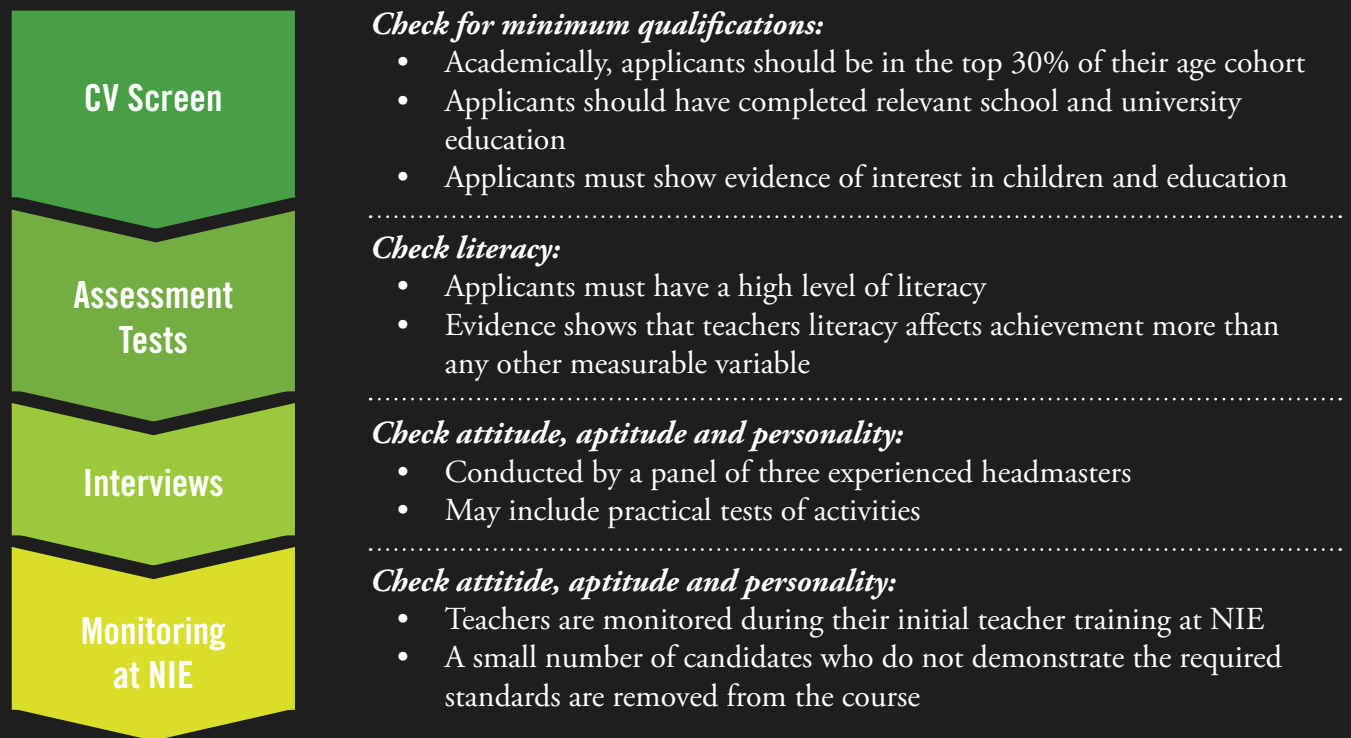 CV Screen
Check for minimum qualifications:
• Academically, applicants should be in the top 30% of their age cohort
• Applicants should have completed relevant school and university
education
• Applicants must show evidence of interest in children and education
Assessment
Tests
Check literacy:
• Applicants must have a high level of literacy
• Evidence shows that teachers literacy affects achievement more than
any other measurable variable
Interviews
Check attitude, aptitude and personality:
• Conducted by a panel of three experienced headmasters
• May include practical tests of activities
Monitoring
at NIE
Check attitide, aptitude and personality:
• Teachers are monitored during their initial teacher training at NIE
• A small number of candidates who do not demonstrate the required
standards are removed from the course